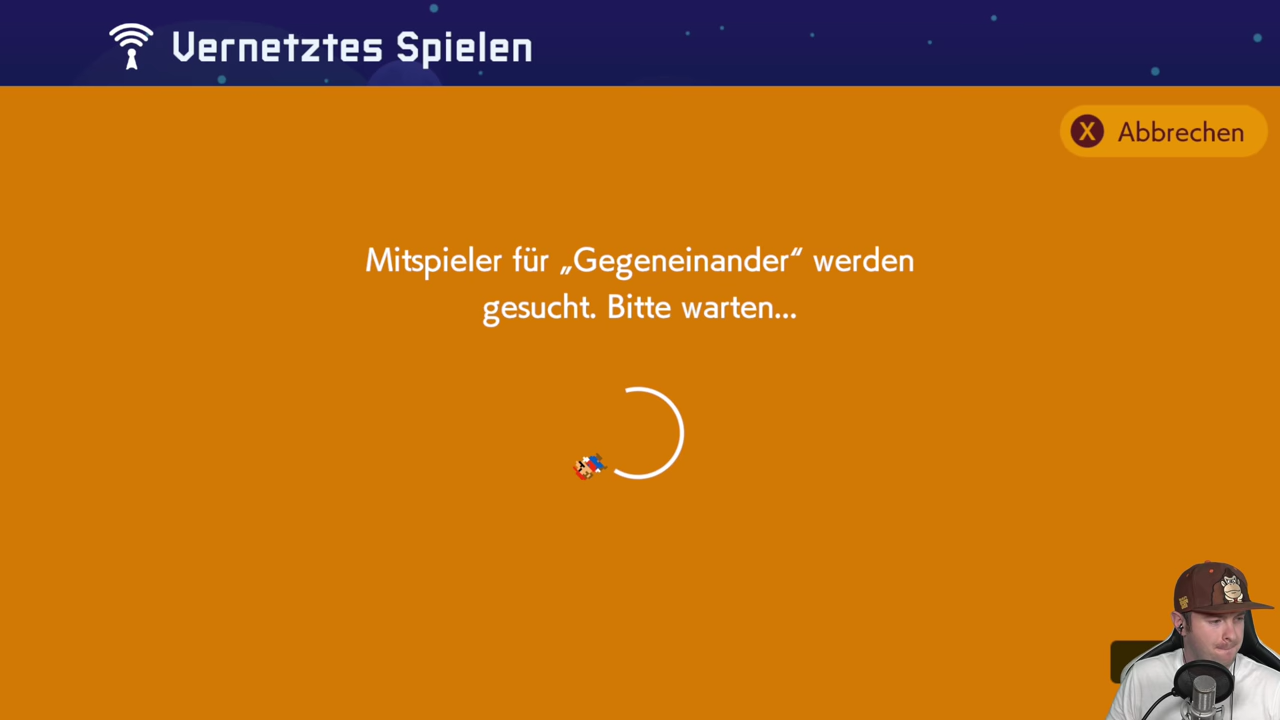 Vernetztes Spielen
X Abbrechen
Mitspieler für „Gegeneinander“ werden
gesucht. Bitte warten...